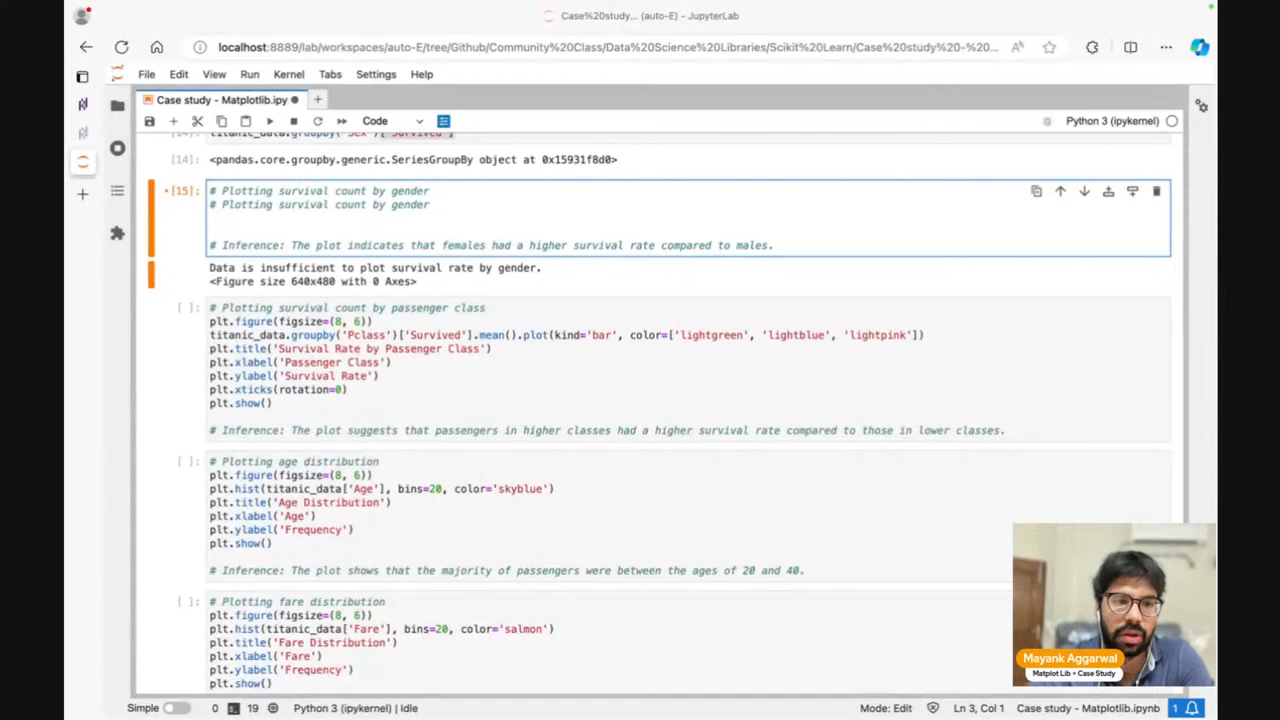 Case%20study... (auto-E) - JupyterLab
localhost:8889/lab/workspaces/auto-E/tree/Github/Community%20Class/Data%20Science%20Libraries/Scikit%20Learn/Case%20study%20-%20...
File Edit View Run Kernel Tabs Settings Help
Case study - Matplotlib.ipy
Code
Python 3 (ipykernel)
[14]: titanic_data.groupby('Sex')['Survived']
[14]: <pandas.core.groupby.generic.SeriesGroupBy object at 0x15931f8d0>
[15]: # Plotting survival count by gender
# Plotting survival count by gender
# Inference: The plot indicates that females had a higher survival rate compared to males.
Data is insufficient to plot survival rate by gender.
<Figure size 640x480 with 0 Axes>
[ ]: # Plotting survival count by passenger class
plt.figure(figsize=(8, 6))
titanic_data.groupby('Pclass')['Survived'].mean().plot(kind='bar', color=['lightgreen', 'lightblue', 'lightpink'])
plt.title('Survival Rate by Passenger Class')
plt.xlabel('Passenger Class')
plt.ylabel('Survival Rate')
plt.xticks(rotation=0)
plt.show()
# Inference: The plot suggests that passengers in higher classes had a higher survival rate compared to those in lower classes.
[ ]: # Plotting age distribution
plt.figure(figsize=(8, 6))
plt.hist(titanic_data['Age'], bins=20, color='skyblue')
plt.title('Age Distribution')
plt.xlabel('Age')
plt.ylabel('Frequency')
plt.show()
# Inference: The plot shows that the majority of passengers were between the ages of 20 and 40.
[ ]: # Plotting fare distribution
plt.figure(figsize=(8, 6))
plt.hist(titanic_data['Fare'], bins=20, color='salmon')
plt.title('Fare Distribution')
plt.xlabel('Fare')
plt.ylabel('Frequency')
plt.show()
Mayank Aggarwal
Matplot Lib + Case Study
Simple 0 19 Python 3 (ipykernel) | Idle Mode: Edit Ln 3, Col 1 Case study - Matplotlib.ipynb 1